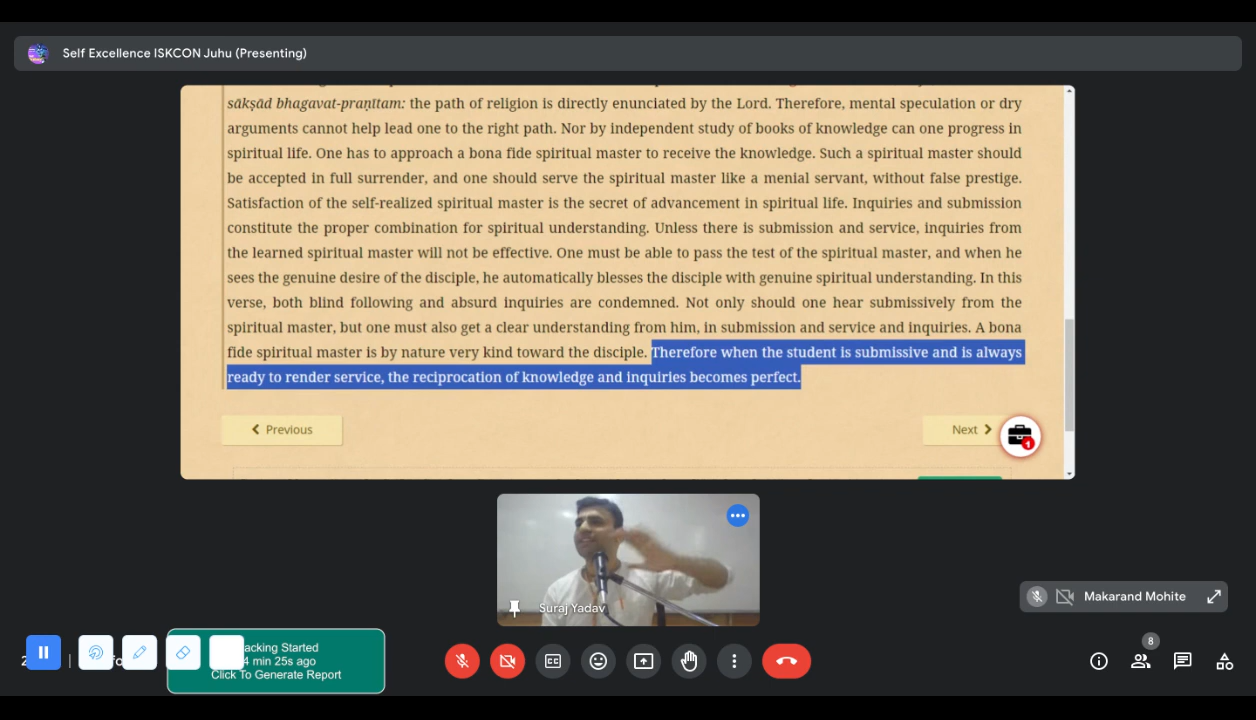 Self Excellence ISKCON Juhu (Presenting)
sākṣād bhagavat-praṇītam: the path of religion is directly enunciated by the Lord. Therefore, mental speculation or dry
arguments cannot help lead one to the right path. Nor by independent study of books of knowledge can one progress in
spiritual life. One has to approach a bona fide spiritual master to receive the knowledge. Such a spiritual master should
be accepted in full surrender, and one should serve the spiritual master like a menial servant, without false prestige.
Satisfaction of the self-realized spiritual master is the secret of advancement in spiritual life. Inquiries and submission
constitute the proper combination for spiritual understanding. Unless there is submission and service, inquiries from
the learned spiritual master will not be effective. One must be able to pass the test of the spiritual master, and when he
sees the genuine desire of the disciple, he automatically blesses the disciple with genuine spiritual understanding. In this
verse, both blind following and absurd inquiries are condemned. Not only should one hear submissively from the
spiritual master, but one must also get a clear understanding from him, in submission and service and inquiries. A bona
fide spiritual master is by nature very kind toward the disciple. Therefore when the student is submissive and is always
ready to render service, the reciprocation of knowledge and inquiries becomes perfect.
Previous
Next
1
Suraj Yadav
Makarand Mohite
acking Started
4 min 25s ago
Click To Generate Report
CC
8